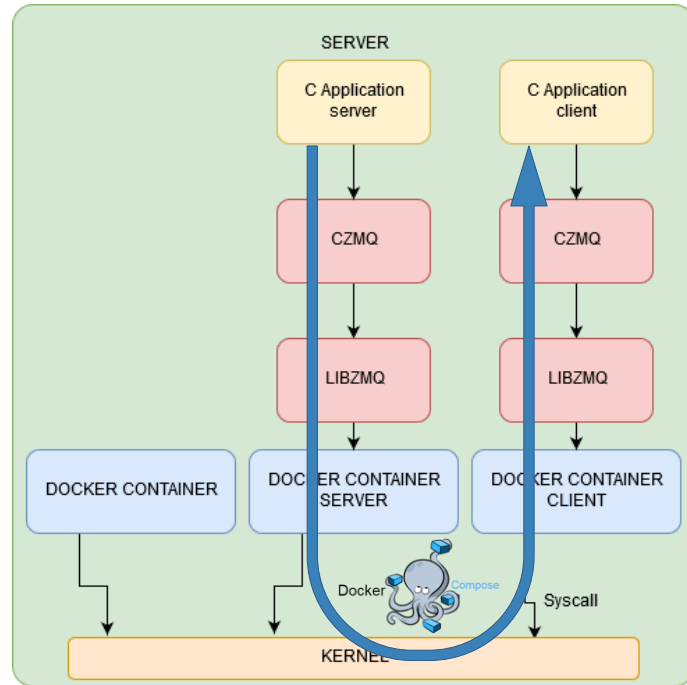 SERVER
C Application
server
C Application
client
CZMQ
CZMQ
LIBZMQ
LIBZMQ
DOCKER CONTAINER
DOCKER CONTAINER
SERVER
DOCKER CONTAINER
CLIENT
Docker Compose
Syscall
KERNEL